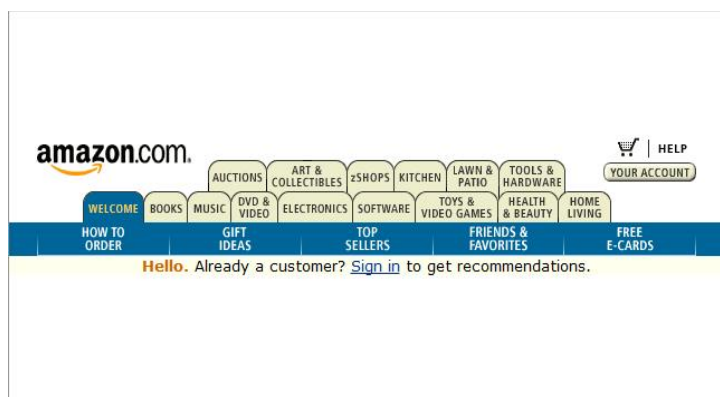 amazon.com.
HELP
YOUR ACCOUNT
AUCTIONS
ART &
COLLECTIBLES
zSHOPS
KITCHEN
LAWN &
PATIO
TOOLS &
HARDWARE
WELCOME
BOOKS
MUSIC
DVD &
VIDEO
ELECTRONICS
SOFTWARE
TOYS &
VIDEO GAMES
HEALTH
& BEAUTY
HOME
LIVING
HOW TO
ORDER
GIFT
IDEAS
TOP
SELLERS
FRIENDS &
FAVORITES
FREE
E-CARDS
Hello. Already a customer? Sign in to get recommendations.